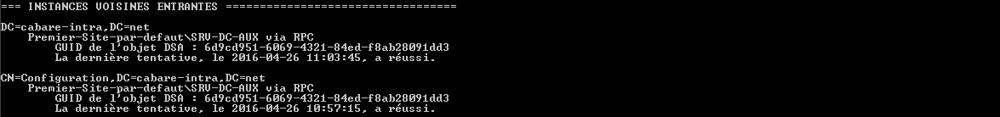 === INSTANCES VOISINES ENTRANTES ==================================
DC=cabare-intra,DC=net
Premier-Site-par-defaut\SRV-DC-AUX via RPC
GUID de l'objet DSA : 6d9cd951-6069-4321-84ed-f8ab28091dd3
La dernière tentative, le 2016-04-26 11:03:45, a réussi.
CN=Configuration,DC=cabare-intra,DC=net
Premier-Site-par-defaut\SRV-DC-AUX via RPC
GUID de l'objet DSA : 6d9cd951-6069-4321-84ed-f8ab28091dd3
La dernière tentative, le 2016-04-26 10:57:15, a réussi.